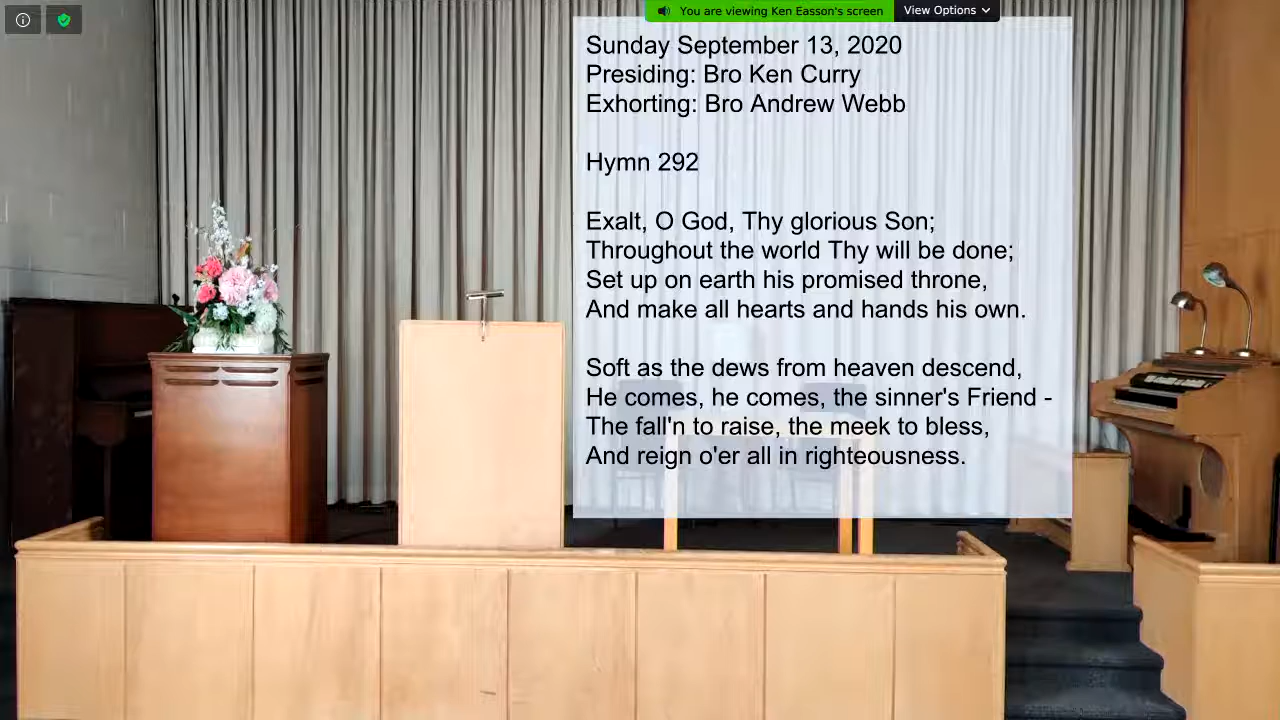 You are viewing Ken Easson's screen
View Options
Sunday September 13, 2020
Presiding: Bro Ken Curry
Exhorting: Bro Andrew Webb
Hymn 292
Exalt, O God, Thy glorious Son;
Throughout the world Thy will be done;
Set up on earth his promised throne,
And make all hearts and hands his own.
Soft as the dews from heaven descend,
He comes, he comes, the sinner's Friend -
The fall'n to raise, the meek to bless,
And reign o'er all in righteousness.